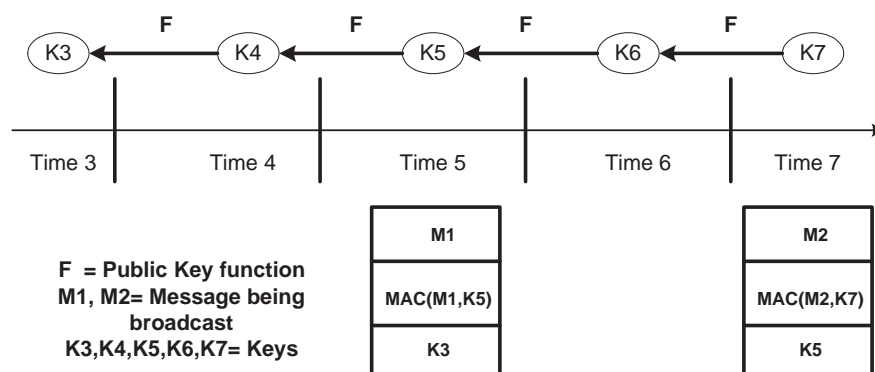 F F F F
K3 K4 K5 K6 K7
Time 3 Time 4 Time 5 Time 6 Time 7
M1 M2
F = Public Key function
M1, M2= Message being
broadcast
K3,K4,K5,K6,K7= Keys
MAC(M1,K5) MAC(M2,K7)
K3 K5